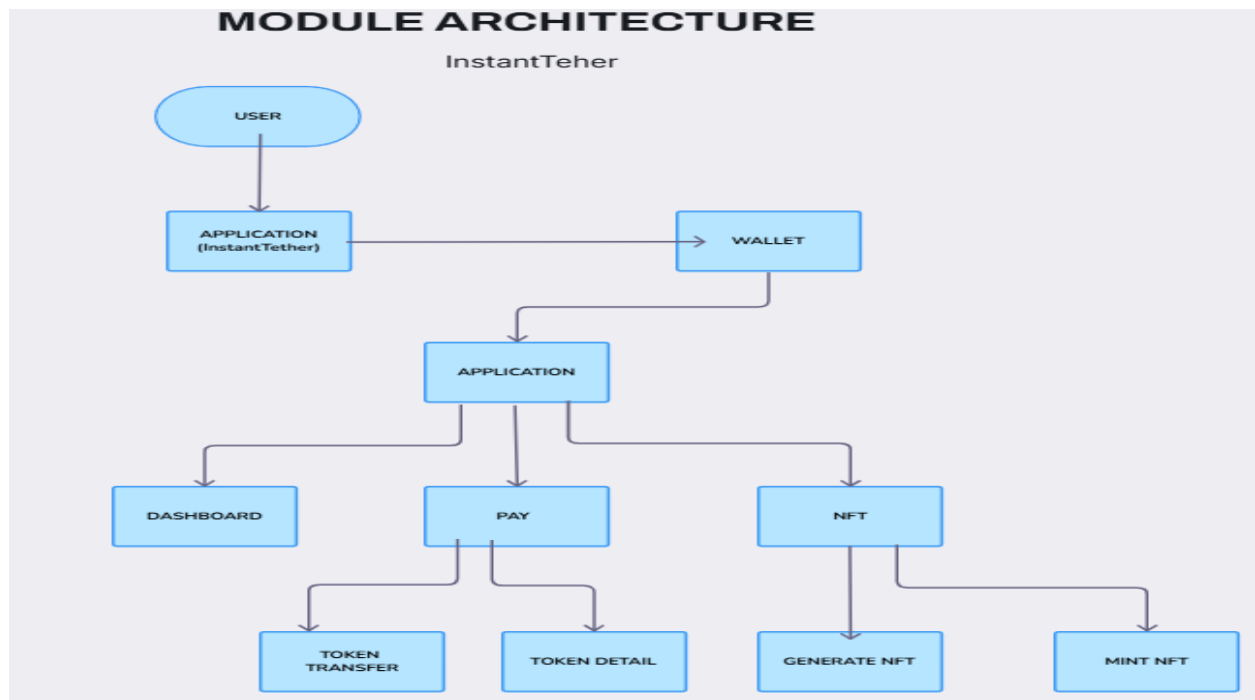 MODULE ARCHITECTURE
InstantTeher
USER
APPLICATION
(InstantTether)
WALLET
APPLICATION
DASHBOARD
PAY
NFT
TOKEN
TRANSFER
TOKEN DETAIL
GENERATE NFT
MINT NFT